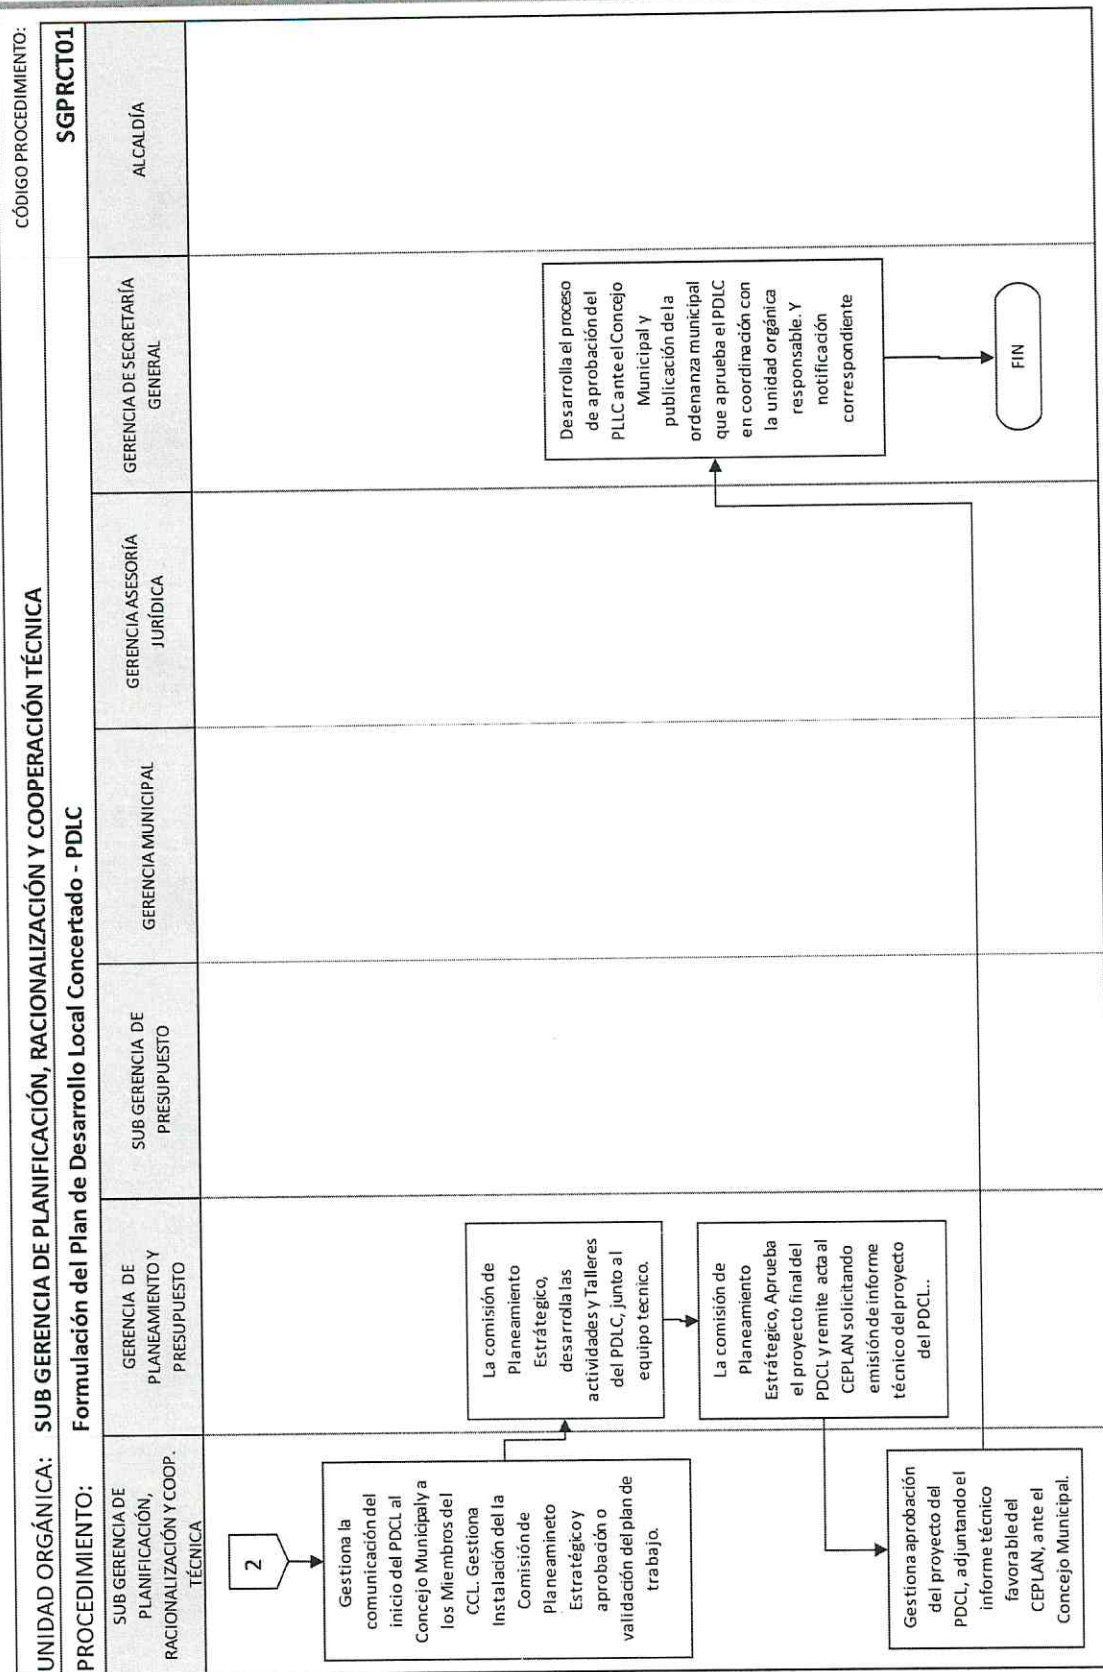 CÓDIGO PROCEDIMIENTO:
UNIDAD ORGÁNICA: SUB GERENCIA DE PLANIFICACIÓN, RACIONALIZACIÓN Y COOPERACIÓN TÉCNICA
PROCEDIMIENTO: Formulación del Plan de Desarrollo Local Concertado - PDLC
SGPRCT01
SUB GERENCIA DE
PLANIFICACIÓN,
RACIONALIZACIÓN Y COOP.
TÉCNICA
GERENCIA DE
PLANEAMIENTO Y
PRESUPUESTO
SUB GERENCIA DE
PRESUPUESTO
GERENCIA MUNICIPAL
GERENCIA ASESORÍA
JURÍDICA
GERENCIA DE SECRETARÍA
GENERAL
ALCALDÍA
2
Gestiona la
comunicación del
inicio del PDCL al
Concejo Municipal y a
los Miembros del
CCL. Gestiona
Instalación del la
Comisión de
Planeamineto
Estratégico y
aprobación o
validación del plan de
trabajo.
La comisión de
Planeamiento
Estrátegico,
desarrolla las
actividades y Talleres
del PDLC, junto al
equipo tecnico.
La comisión de
Planeamiento
Estrátegico, Aprueba
el proyecto final del
PDCL y remite acta al
CEPLAN solicitando
emisión de informe
técnico del proyecto
del PDCL..
Gestiona aprobación
del proyecto del
PDCL, adjuntando el
informe técnico
favorable del
CEPLAN, ante el
Concejo Municipal.
Desarrolla el proceso
de aprobación del
PLLC ante el Concejo
Municipal y
publicación de la
ordenanza municipal
que aprueba el PDLC
en coordinación con
la unidad orgánica
responsable. Y
notificación
correspondiente
FIN